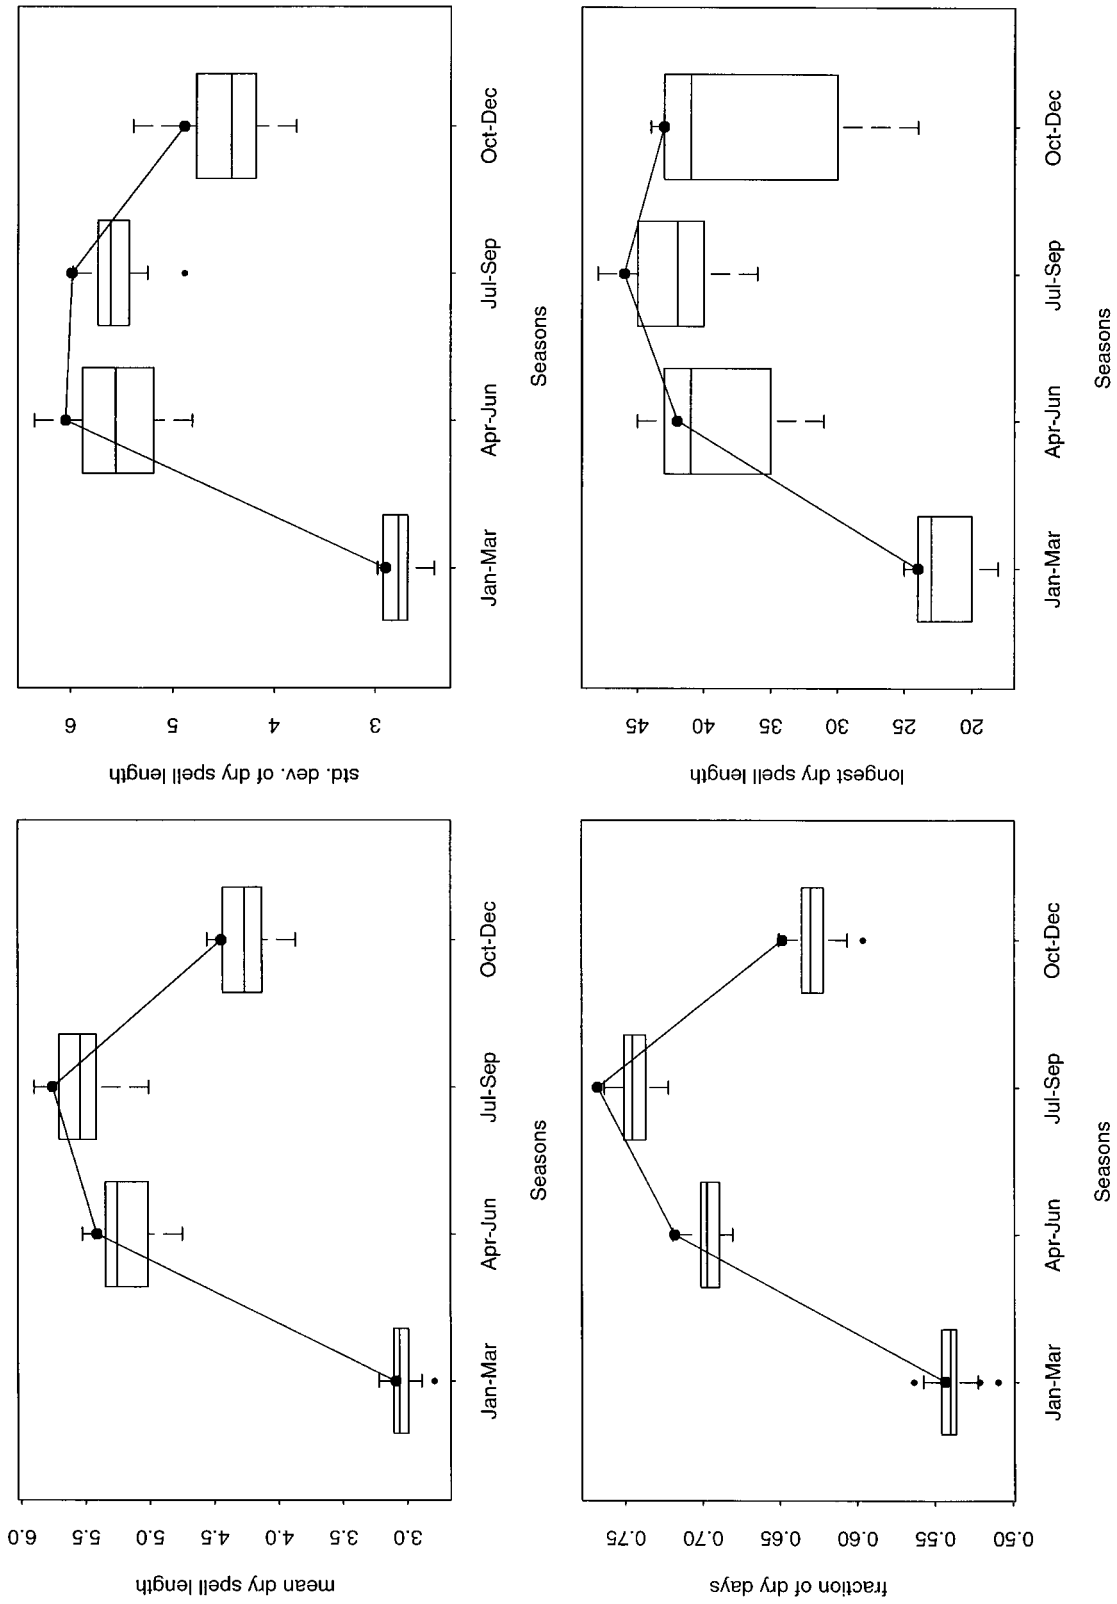 mean dry spell length
3.0 3.5 4.0 4.5 5.0 5.5 6.0
Jan-Mar Apr-Jun Jul-Sep Oct-Dec
Seasons
std. dev. of dry spell length
3 4 5 6
Jan-Mar Apr-Jun Jul-Sep Oct-Dec
Seasons
fraction of dry days
0.50 0.55 0.60 0.65 0.70 0.75
Jan-Mar Apr-Jun Jul-Sep Oct-Dec
Seasons
longest dry spell length
20 25 30 35 40 45
Jan-Mar Apr-Jun Jul-Sep Oct-Dec
Seasons